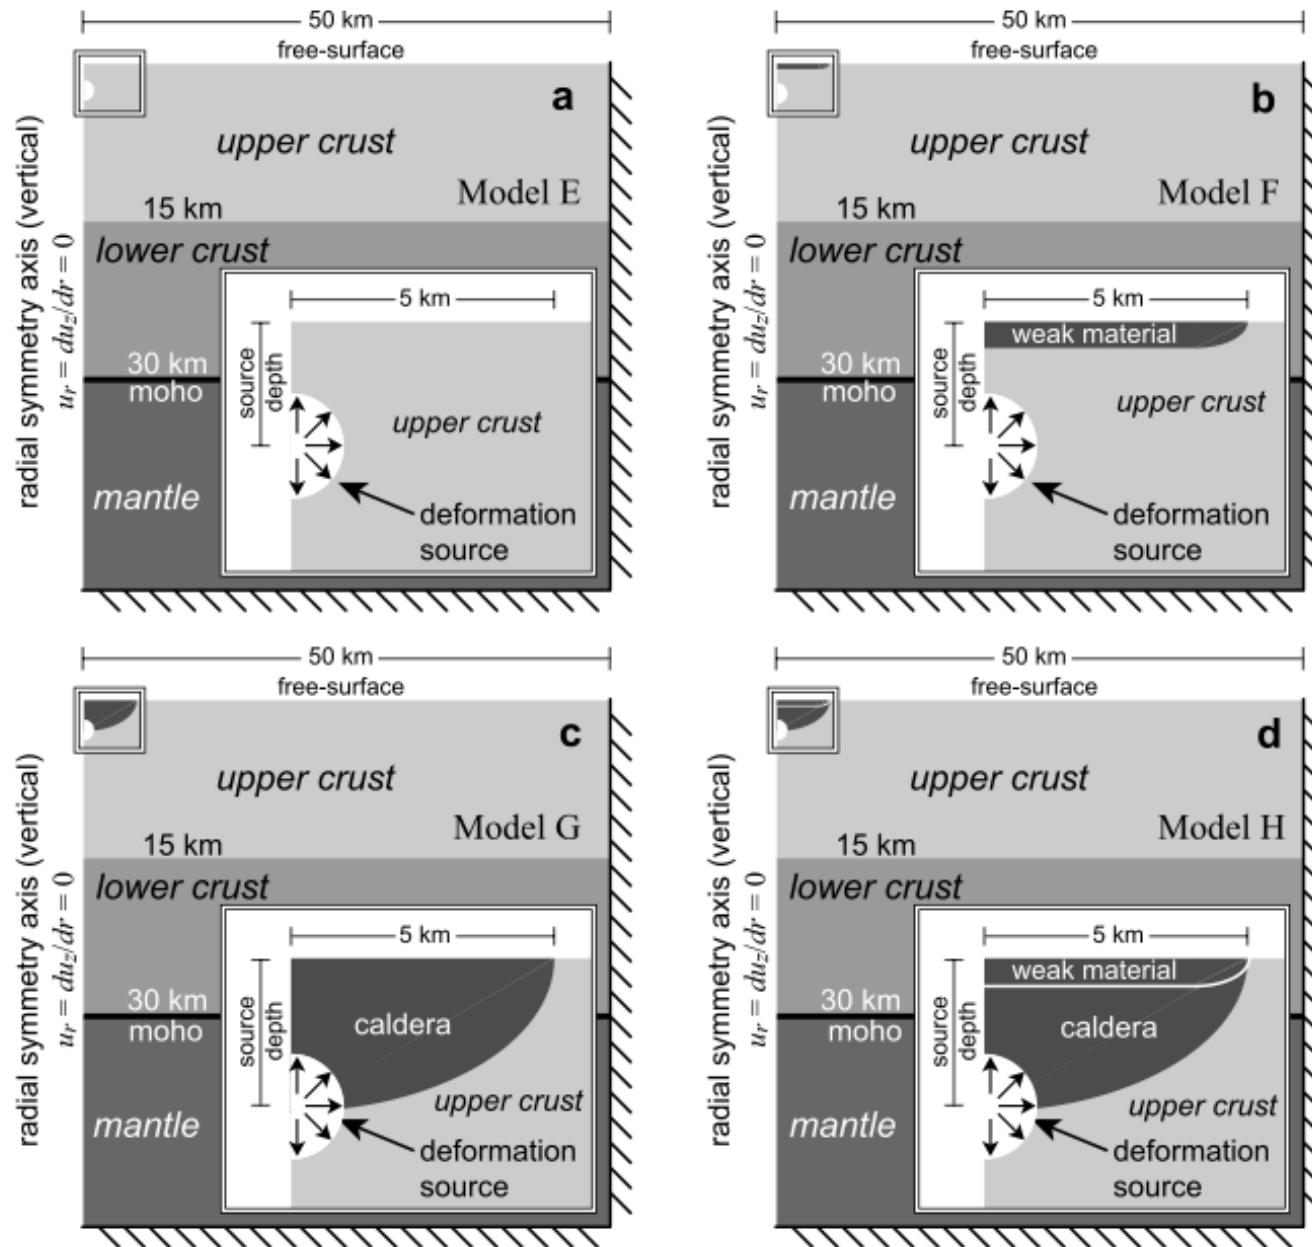 50 km
free-surface
a
upper crust
Model E
15 km
lower crust
5 km
source depth
30 km
moho
upper crust
mantle
deformation
source
radial symmetry axis (vertical)
u_r = du_z/dr = 0
50 km
free-surface
b
upper crust
Model F
15 km
lower crust
5 km
weak material
source depth
30 km
moho
upper crust
mantle
deformation
source
radial symmetry axis (vertical)
u_r = du_z/dr = 0
50 km
free-surface
c
upper crust
Model G
15 km
lower crust
5 km
source depth
30 km
moho
caldera
upper crust
mantle
deformation
source
radial symmetry axis (vertical)
u_r = du_z/dr = 0
50 km
free-surface
d
upper crust
Model H
15 km
lower crust
5 km
weak material
source depth
30 km
moho
caldera
upper crust
mantle
deformation
source
radial symmetry axis (vertical)
u_r = du_z/dr = 0